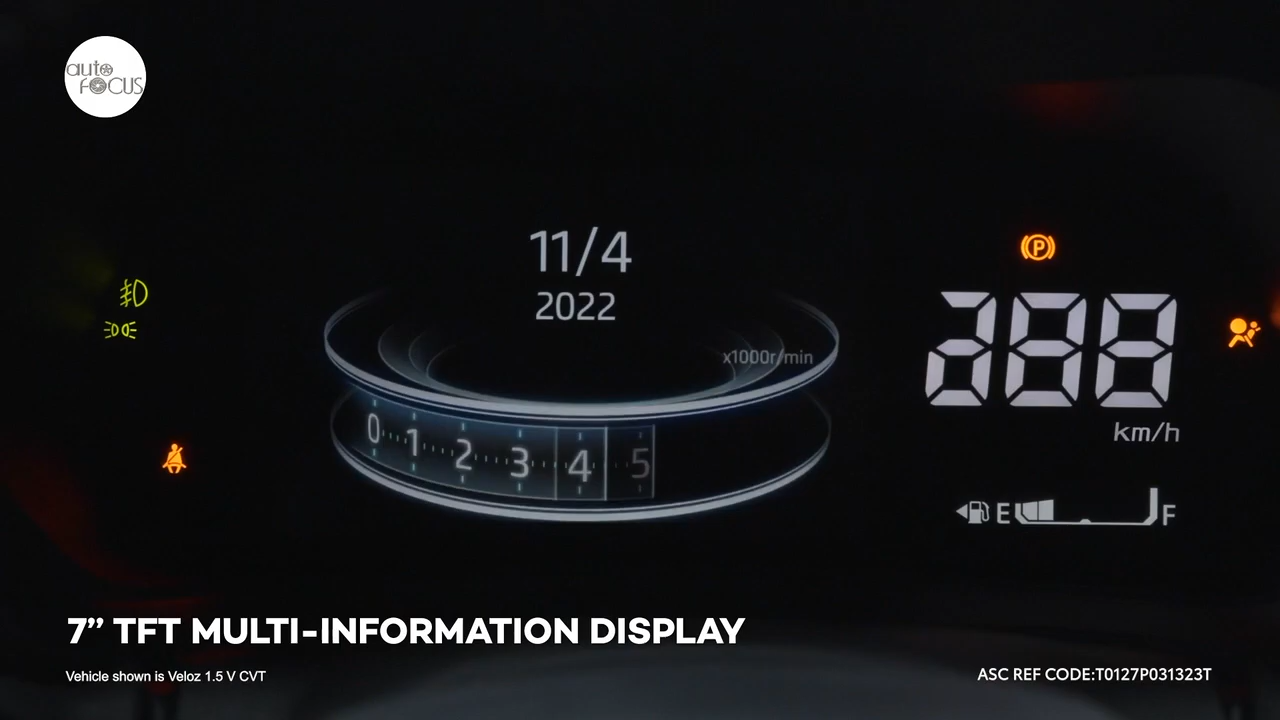 auto
FOCUS
11/4
2022
x1000r/min
0 1 2 3 4 5
P
288
km/h
E F
7” TFT MULTI-INFORMATION DISPLAY
Vehicle shown is Veloz 1.5 V CVT
ASC REF CODE:T0127P031323T